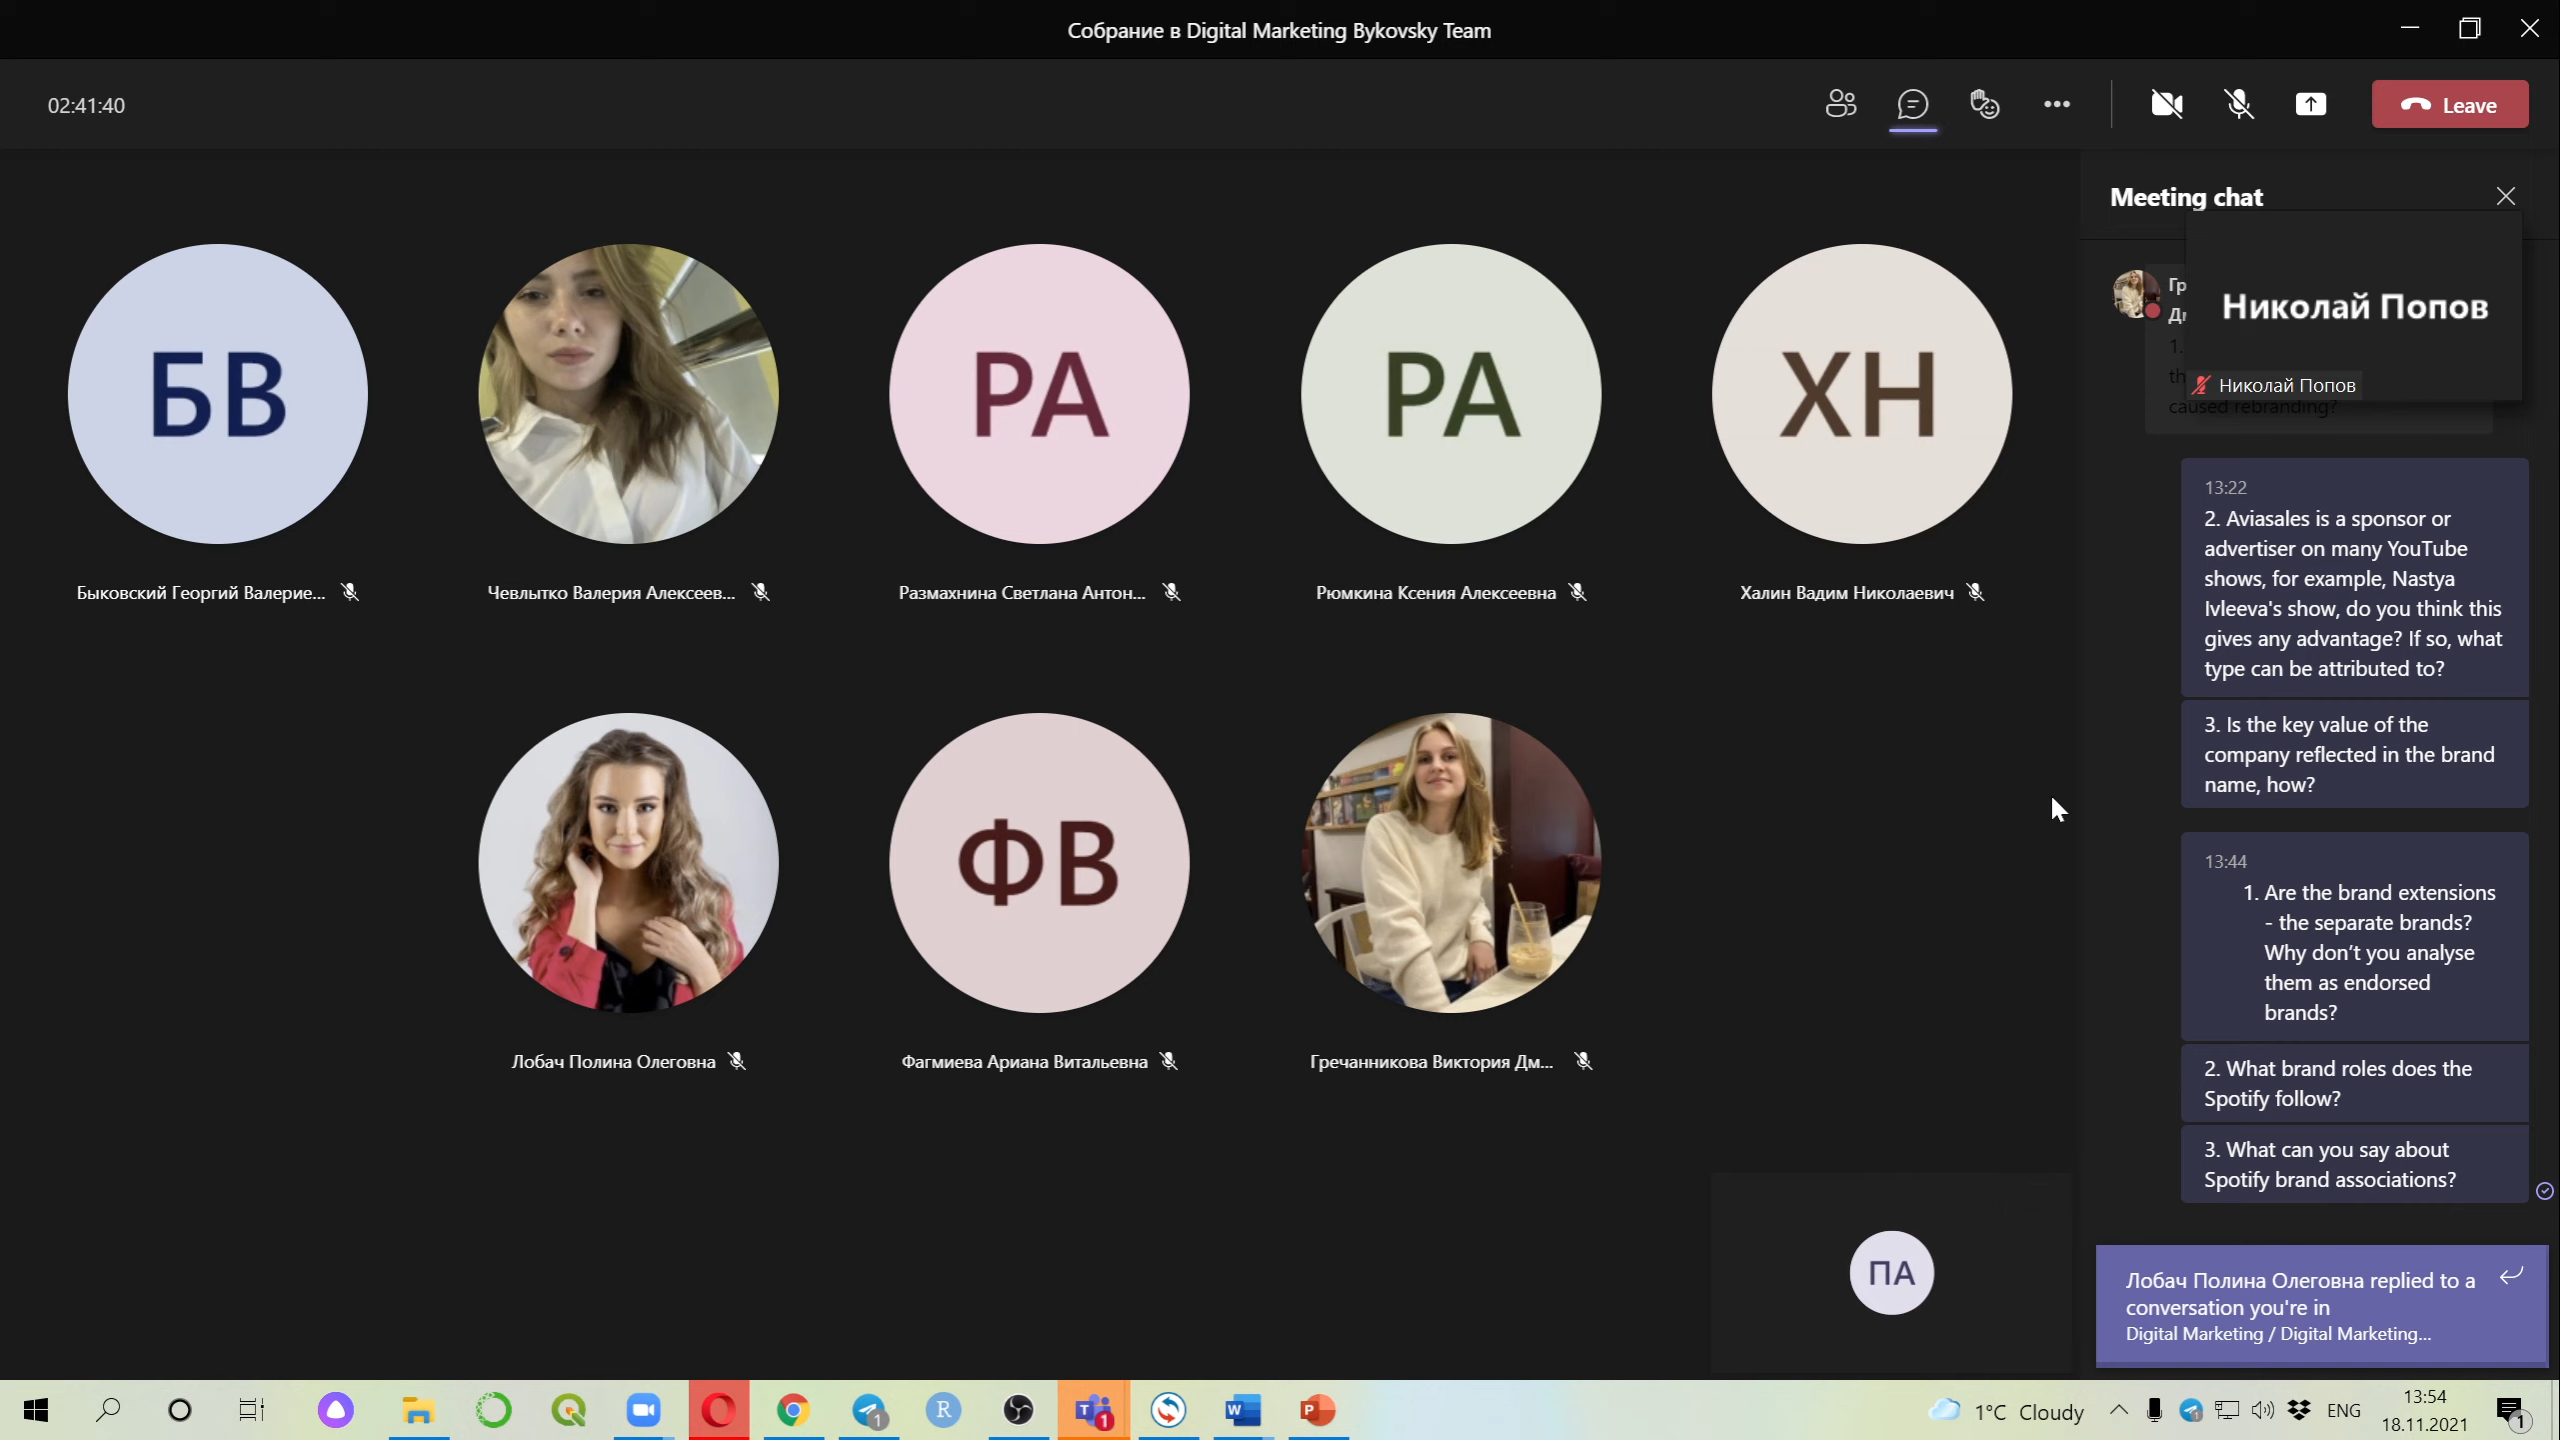 Собрание в Digital Marketing Bykovsky Team
02:41:40
Leave
Meeting chat
Гр
Николай Попов
1.
th
Николай Попов
caused rebranding?
БВ
РА
РА
ХН
Быковский Георгий Валерие...
Чевлытко Валерия Алексеев...
Размахнина Светлана Антон...
Рюмкина Ксения Алексеевна
Халин Вадим Николаевич
13:22
2. Aviasales is a sponsor or
advertiser on many YouTube
shows, for example, Nastya
Ivleeva's show, do you think this
gives any advantage? If so, what
type can be attributed to?
3. Is the key value of the
company reflected in the brand
name, how?
ФВ
Лобач Полина Олеговна
Фагмиева Ариана Витальевна
Гречанникова Виктория Дм...
13:44
1. Are the brand extensions
- the separate brands?
Why don't you analyse
them as endorsed
brands?
2. What brand roles does the
Spotify follow?
3. What can you say about
Spotify brand associations?
ПА
Лобач Полина Олеговна replied to a
conversation you're in
Digital Marketing / Digital Marketing...
1°C Cloudy
ENG
13:54
18.11.2021